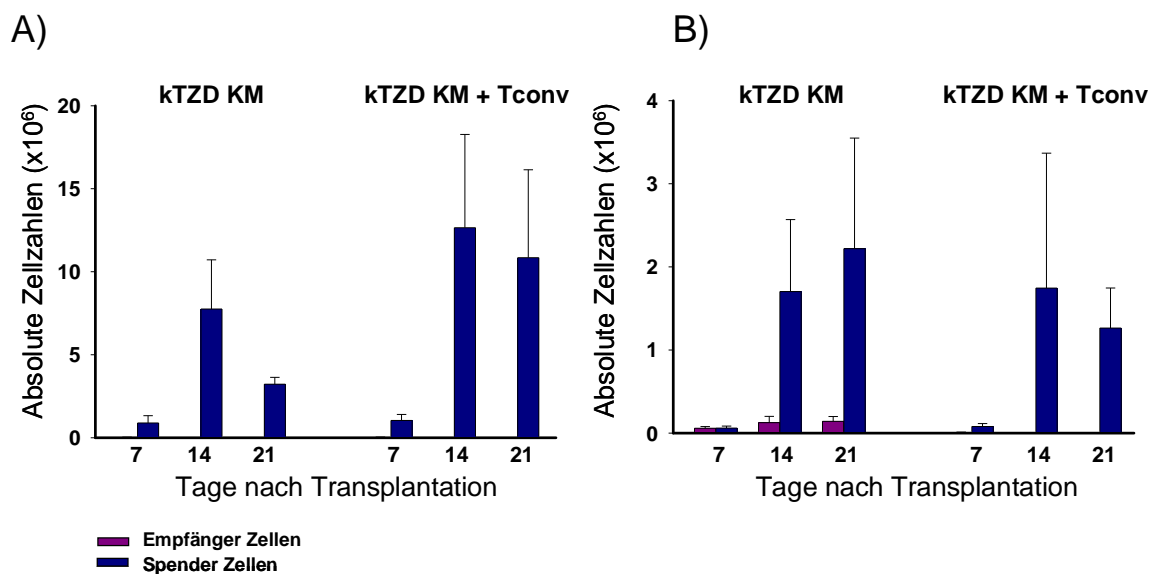 A)
B)
kTZD KM
kTZD KM + Tconv
kTZD KM
kTZD KM + Tconv
Absolute Zellzahlen (x10⁶)
20
15
10
5
0
7
14
21
7
14
21
Tage nach Transplantation
Absolute Zellzahlen (x10⁶)
4
3
2
1
0
7
14
21
7
14
21
Tage nach Transplantation
Empfänger Zellen
Spender Zellen